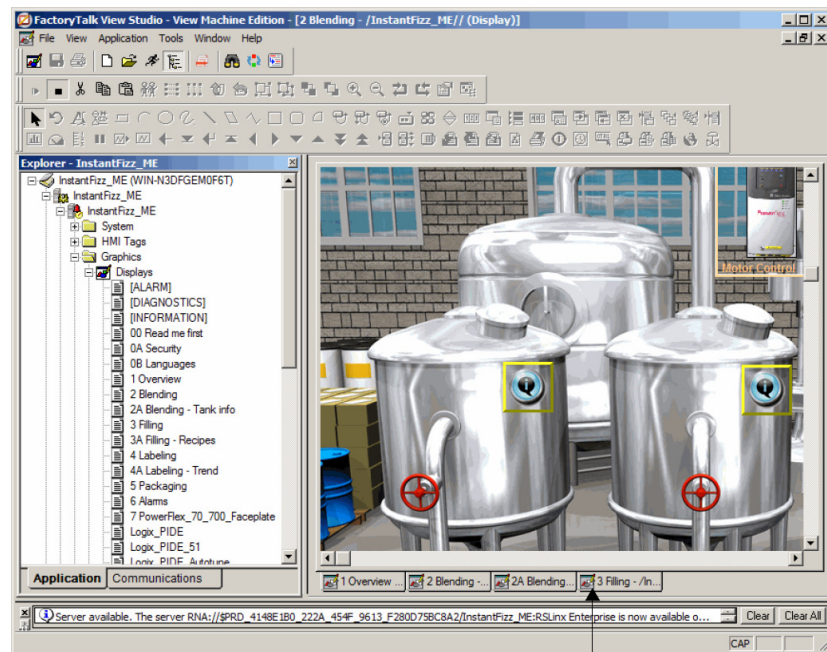 FactoryTalk View Studio - View Machine Edition - [2 Blending - /InstantFizz_ME// (Display)]
File View Application Tools Window Help
Explorer - InstantFizz_ME
InstantFizz_ME (WIN-N3DFGEM0F6T)
InstantFizz_ME
InstantFizz_ME
System
HMI Tags
Graphics
Displays
[ALARM]
[DIAGNOSTICS]
[INFORMATION]
00 Read me first
0A Security
0B Languages
1 Overview
2 Blending
2A Blending - Tank info
3 Filling
3A Filling - Recipes
4 Labeling
4A Labeling - Trend
5 Packaging
6 Alarms
7 PowerFlex_70_700_Faceplate
Logix_PIDE
Logix_PIDE_51
Logix_PIDE_Autotune
Application Communications
Motor Control
1 Overview ... 2 Blending -... 2A Blending... 3 Filling - /In...
Server available. The server RNA://$PRD_4148E1B0_222A_454F_9613_F280D75BC8A2/InstantFizz_ME:RSLinx Enterprise is now available o... Clear Clear All
CAP